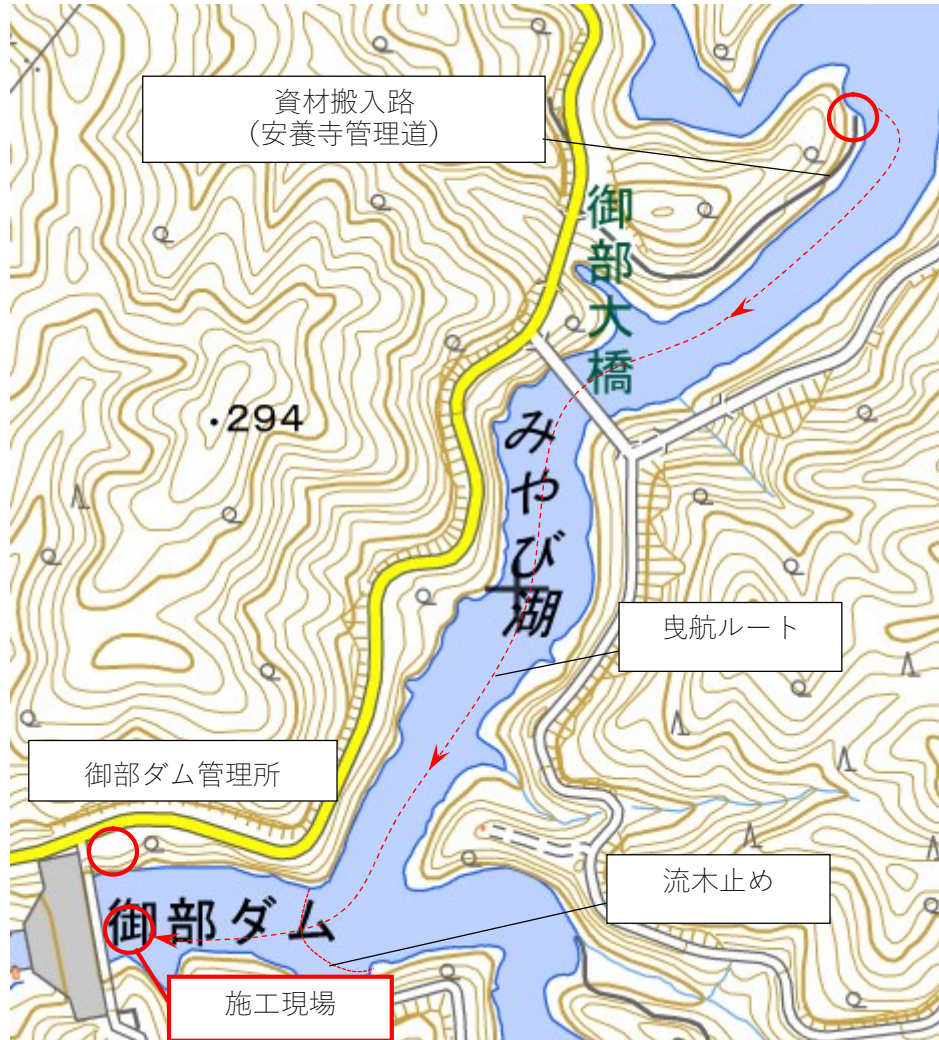 資材搬入路
(安養寺管理道)
御部大橋
・294
みやび湖
曳航ルート
御部ダム管理所
流木止め
御部ダム
施工現場